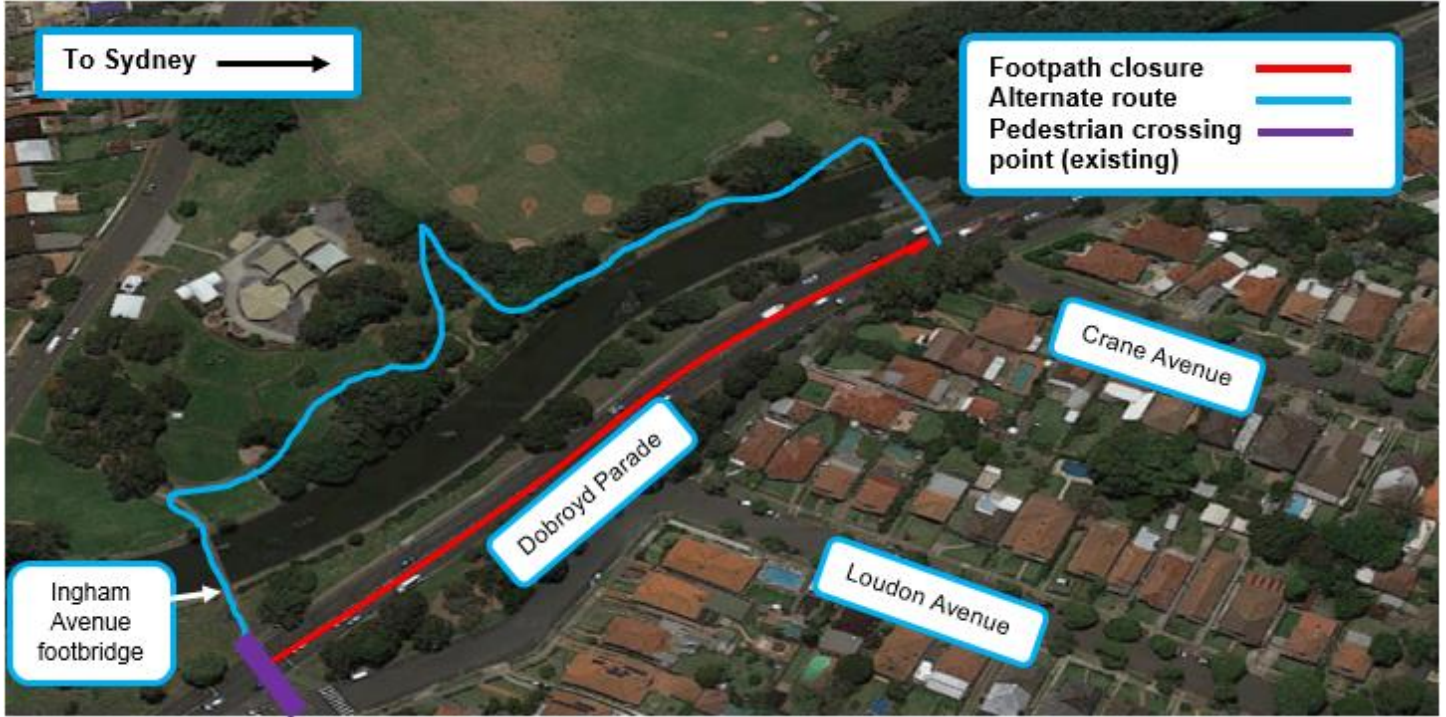 To Sydney
Footpath closure
Alternate route
Pedestrian crossing
point (existing)
Crane Avenue
Dobroyd Parade
Loudon Avenue
Ingham
Avenue
footbridge